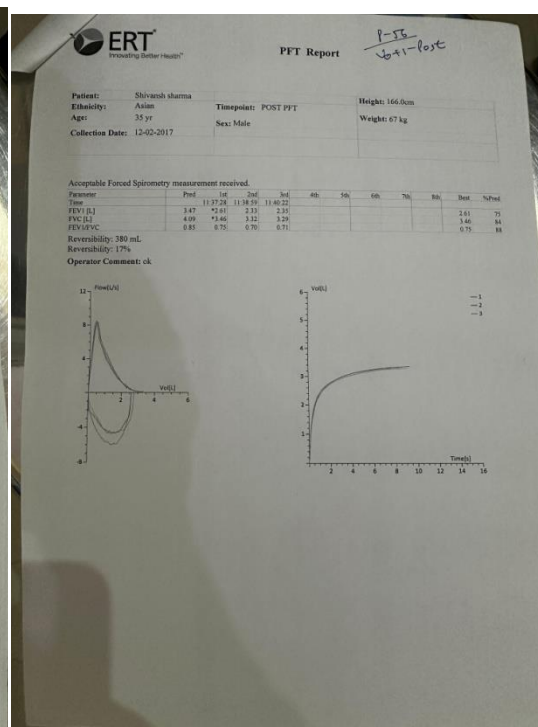 ERT
Innovating Better Health™
PFT Report
P-56
V0+1-Post
Patient: Shivansh sharma
Ethnicity: Asian Timepoint: POST PFT Height: 166.0cm
Age: 35 yr Sex: Male Weight: 67 kg
Collection Date: 12-02-2017
Acceptable Forced Spirometry measurement received.
Parameter Pred 1st 2nd 3rd 4th 5th 6th 7th 8th Best %Pred
Time 11:37:28 11:38:59 11:40:22
FEV1 [L] 3.47 *2.61 2.33 2.35 2.61 75
FVC [L] 4.09 *3.46 3.32 3.29 3.46 84
FEV1/FVC 0.85 0.75 0.70 0.71 0.75 88
Reversibility: 380 mL
Reversibility: 17%
Operator Comment: ok
12 Flow[L/s]
8
4
Vol[L]
2 4 6
-4
-8
6 Vol[L]
1
2
3
5
4
3
2
1
Time[s]
2 4 6 8 10 12 14 16